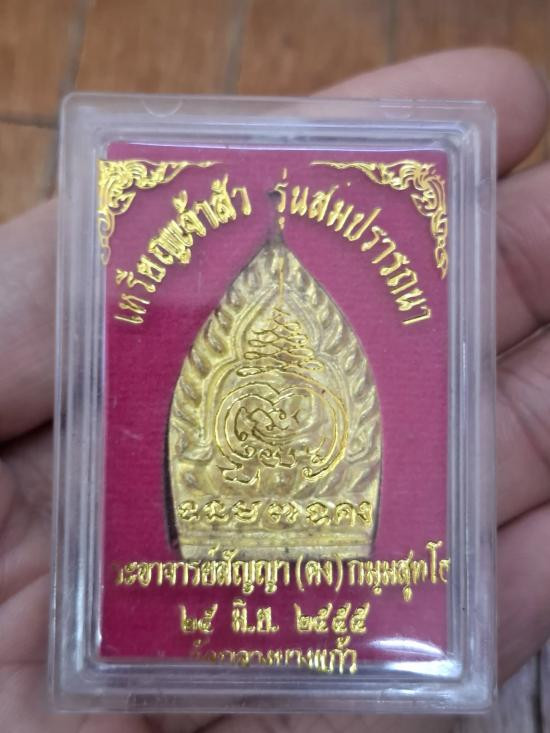 เหรียญเจ้าสัว รุ่นสมปรารถนา
พระอาจารย์สัญญา (คง) กมฺมสุทฺโธ
๒๕ มิ.ย. ๒๕๕๕
วัดกลางบางแก้ว